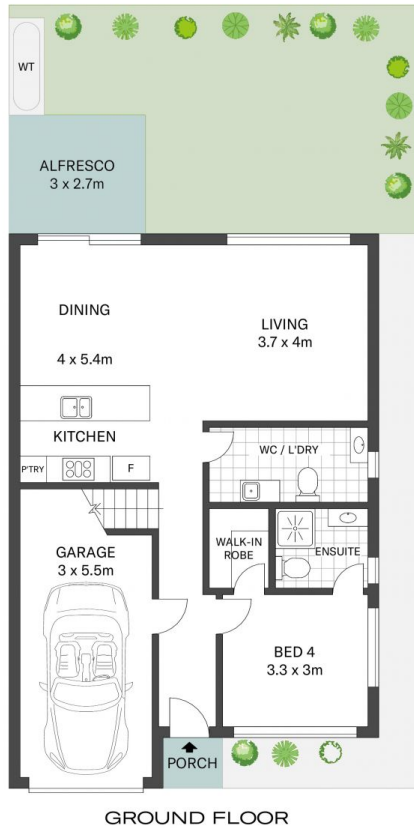 WT
ALFRESCO
3 x 2.7m
DINING
4 x 5.4m
LIVING
3.7 x 4m
KITCHEN
P'TRY
F
WC / L'DRY
GARAGE
3 x 5.5m
WALK-IN
ROBE
ENSUITE
BED 4
3.3 x 3m
PORCH
GROUND FLOOR